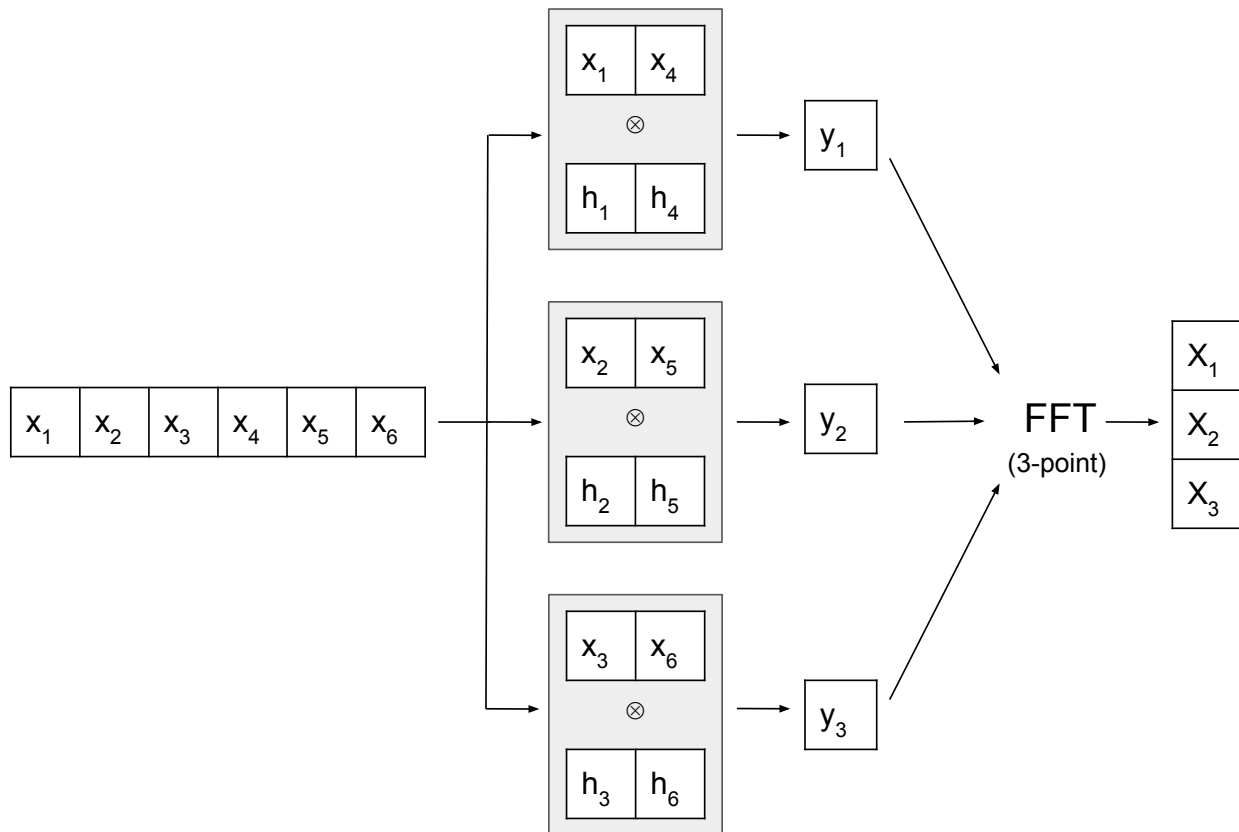 x₁ x₄
⊗
h₁ h₄
y₁
x₁ x₂ x₃ x₄ x₅ x₆
x₂ x₅
⊗
h₂ h₅
y₂
FFT
(3-point)
X₁
X₂
X₃
x₃ x₆
⊗
h₃ h₆
y₃